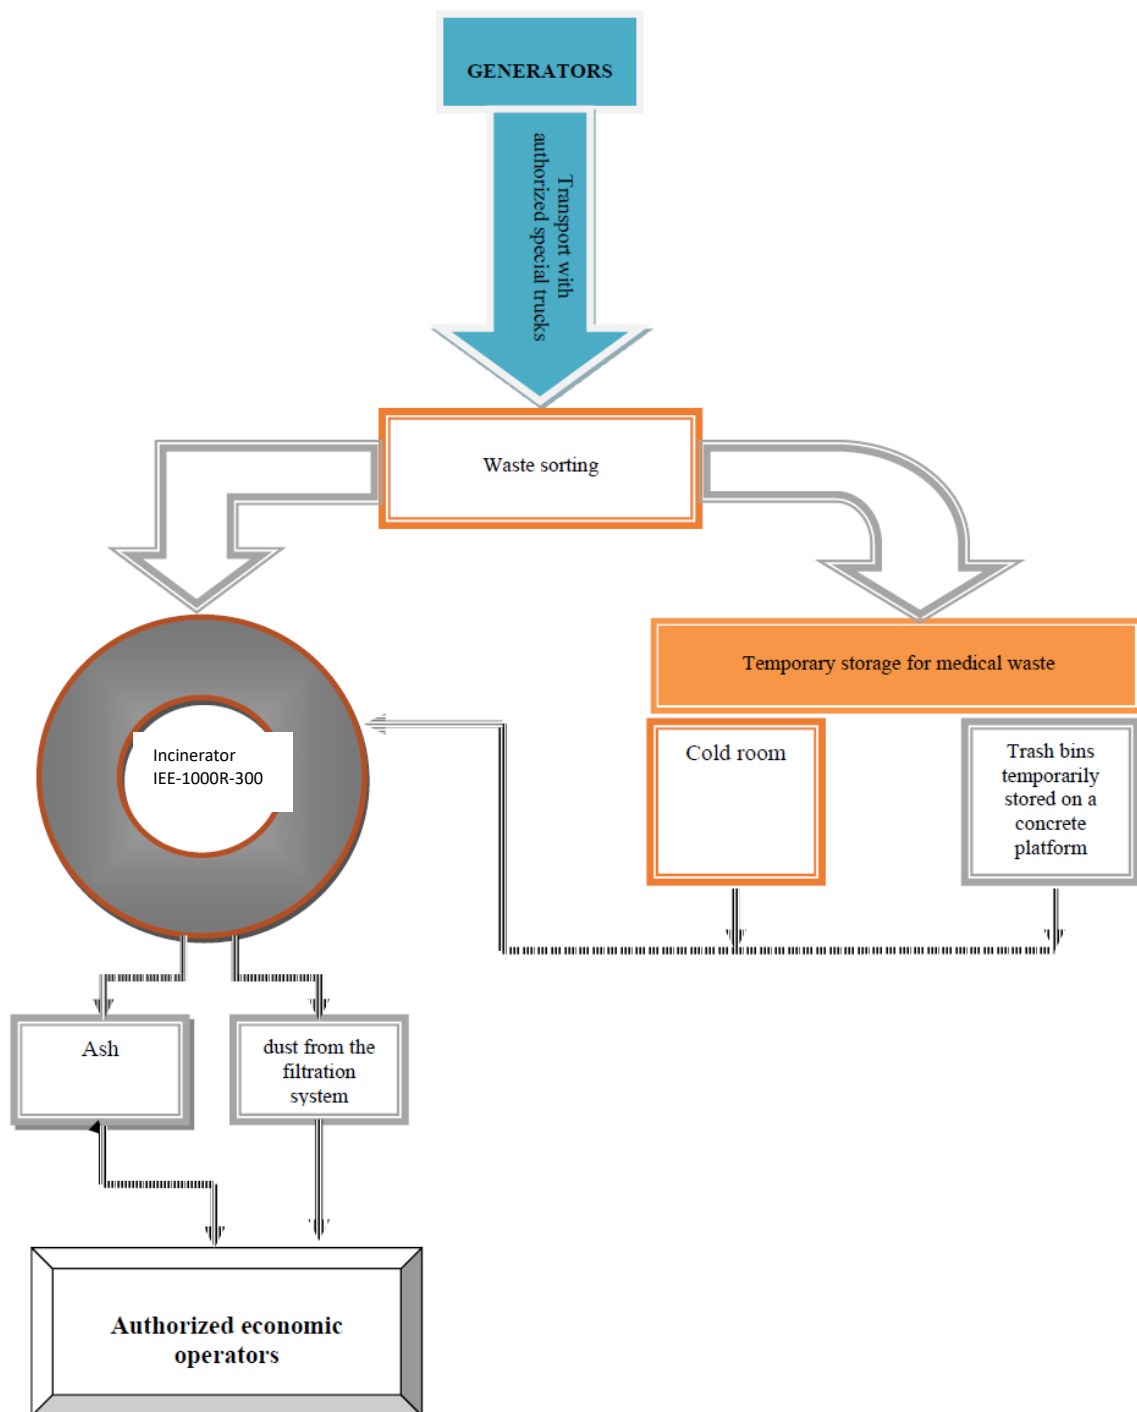 GENERATORS
Transport with
authorized special trucks
Waste sorting
Temporary storage for medical waste
Incinerator
IEE-1000R-300
Cold room
Trash bins
temporarily
stored on a
concrete
platform
Ash
dust from the
filtration
system
Authorized economic
operators